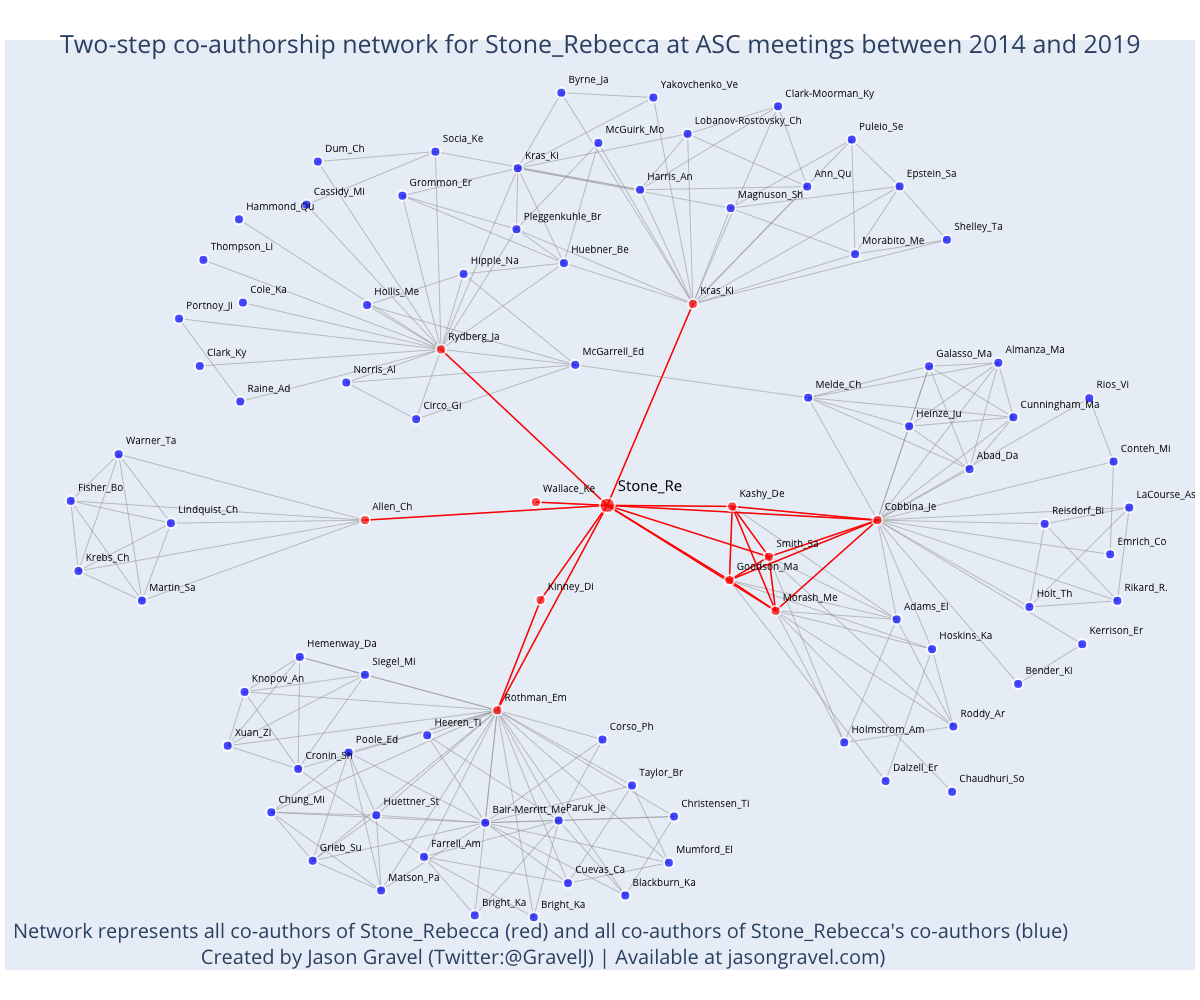 Two-step co-authorship network for Stone_Rebecca at ASC meetings between 2014 and 2019
Byrne_Ja
Yakovchenko_Ve
Clark-Moorman_Ky
Lobanov-Rostovsky_Ch
McGuirk_Mo
Puleio_Se
Socia_Ke
Dum_Ch
Kras_Ki
Harris_An
Ann_Qu
Epstein_Sa
Grommon_Er
Cassidy_Mi
Magnuson_Sh
Hammond_Qu
Pleggenkuhle_Br
Shelley_Ta
Morabito_Me
Thompson_Li
Huebner_Be
Hipple_Na
Cole_Ka
Hollis_Me
Kras_Ki
Portnoy_Ji
Rydberg_Ja
Clark_Ky
McGarrell_Ed
Galasso_Ma
Almanza_Ma
Norris_Al
Raine_Ad
Melde_Ch
Rios_Vi
Circo_Gi
Heinze_Ju
Cunningham_Ma
Warner_Ta
Abad_Da
Conteh_Mi
Fisher_Bo
Stone_Re
Wallace_Ke
Kashy_De
LaCourse_As
Lindquist_Ch
Allen_Ch
Cobbina_Je
Reisdorf_Bi
Krebs_Ch
Smith_Sa
Emrich_Co
Goodson_Ma
Martin_Sa
Kinney_Di
Morash_Me
Adams_El
Holt_Th
Rikard_R.
Hoskins_Ka
Kerrison_Er
Hemenway_Da
Siegel_Mi
Bender_Ki
Knopov_An
Rothman_Em
Roddy_Ar
Xuan_Zi
Heeren_Ti
Corso_Ph
Holmstrom_Am
Cronin_Sh
Poole_Ed
Taylor_Br
Dalzell_Er
Chaudhuri_So
Chung_Mi
Huettner_St
Bair-Merritt_Me
Paruk_Je
Christensen_Ti
Grieb_Su
Farrell_Am
Mumford_El
Matson_Pa
Cuevas_Ca
Blackburn_Ka
Bright_Ka
Bright_Ka
Network represents all co-authors of Stone_Rebecca (red) and all co-authors of Stone_Rebecca's co-authors (blue)
Created by Jason Gravel (Twitter:@GravelJ) | Available at jasongravel.com)